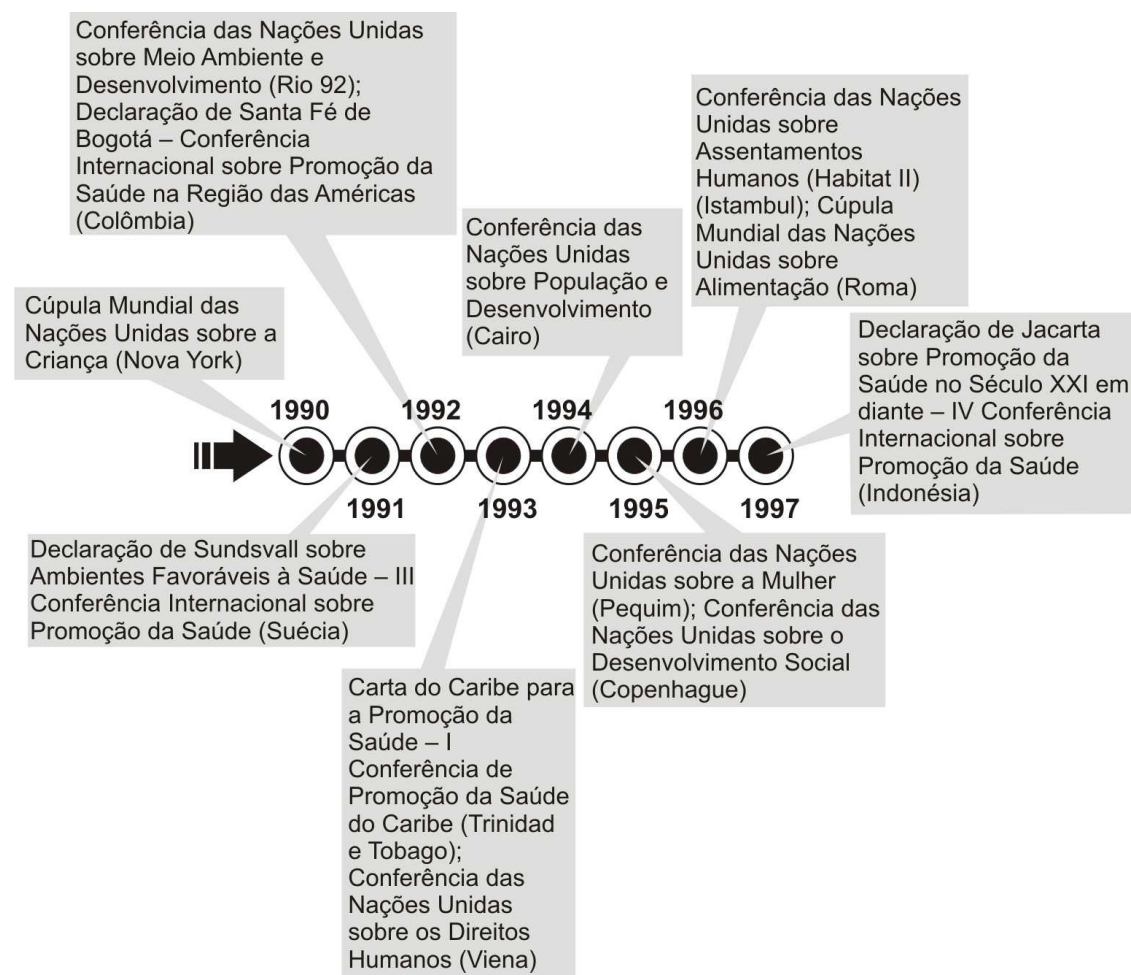 Conferência das Nações Unidas
sobre Meio Ambiente e
Desenvolvimento (Rio 92);
Declaração de Santa Fé de
Bogotá – Conferência
Internacional sobre Promoção da
Saúde na Região das Américas
(Colômbia)
Conferência das Nações
Unidas sobre
Assentamentos
Humanos (Habitat II)
(Istambul); Cúpula
Mundial das Nações
Unidas sobre
Alimentação (Roma)
Conferência das
Nações Unidas
sobre População e
Desenvolvimento
(Cairo)
Cúpula Mundial das
Nações Unidas sobre a
Criança (Nova York)
Declaração de Jacarta
sobre Promoção da
Saúde no Século XXI em
diante – IV Conferência
Internacional sobre
Promoção da Saúde
(Indonésia)
1990 1992 1994 1996
1991 1993 1995 1997
Declaração de Sundsvall sobre
Ambientes Favoráveis à Saúde – III
Conferência Internacional sobre
Promoção da Saúde (Suécia)
Conferência das Nações
Unidas sobre a Mulher
(Pequim); Conferência das
Nações Unidas sobre o
Desenvolvimento Social
(Copenhague)
Carta do Caribe para
a Promoção da
Saúde – I
Conferência de
Promoção da Saúde
do Caribe (Trinidad
e Tobago);
Conferência das
Nações Unidas
sobre os Direitos
Humanos (Viena)